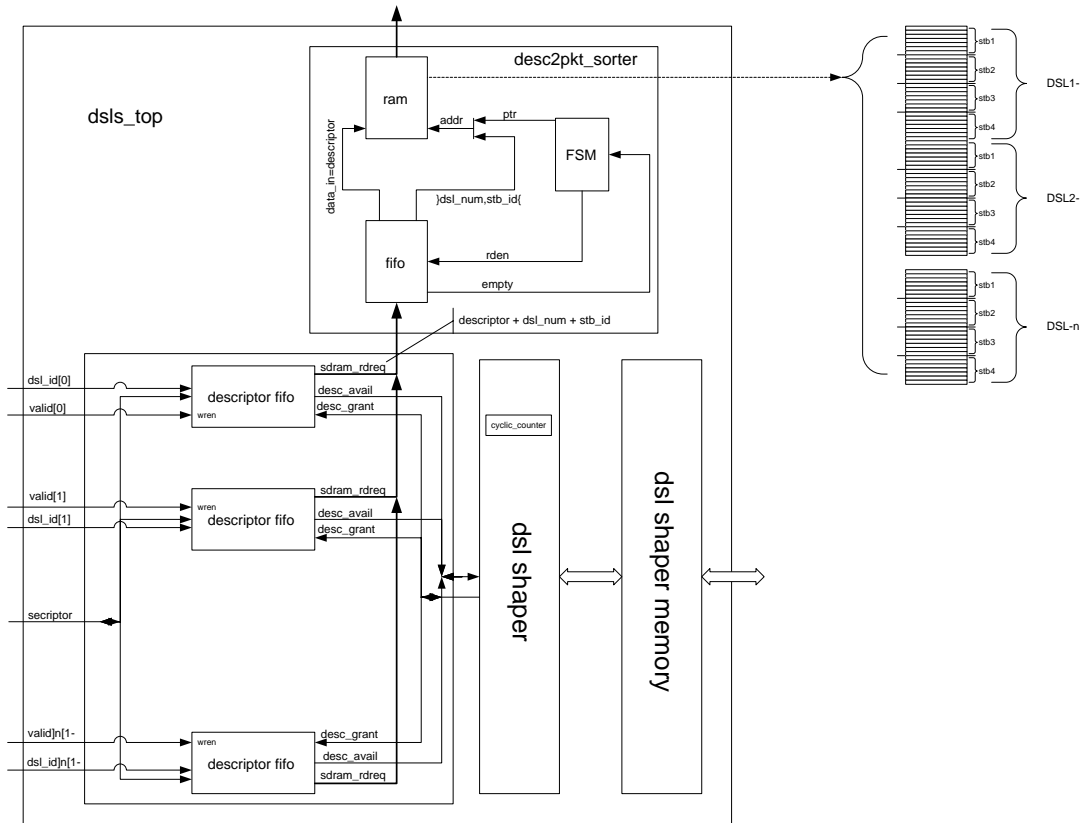 desc2pkt_sorter
dsls_top
ram
addr
ptr
FSM
data_in=descriptor
}dsl_num,stb_id{
fifo
rden
empty
descriptor + dsl_num + stb_id
stb1
stb2
stb3
stb4
DSL1-
stb1
stb2
stb3
stb4
DSL2-
stb1
stb2
stb3
stb4
DSL-n
dsl_id[0]
valid[0]
wren
descriptor fifo
sdram_rdreq
desc_avail
desc_grant
valid[1]
dsl_id[1]
wren
descriptor fifo
sdram_rdreq
desc_avail
desc_grant
secriptor
valid]n[1-
dsl_id]n[1-
wren
descriptor fifo
desc_grant
desc_avail
sdram_rdreq
cyclic_counter
dsl shaper
dsl shaper memory